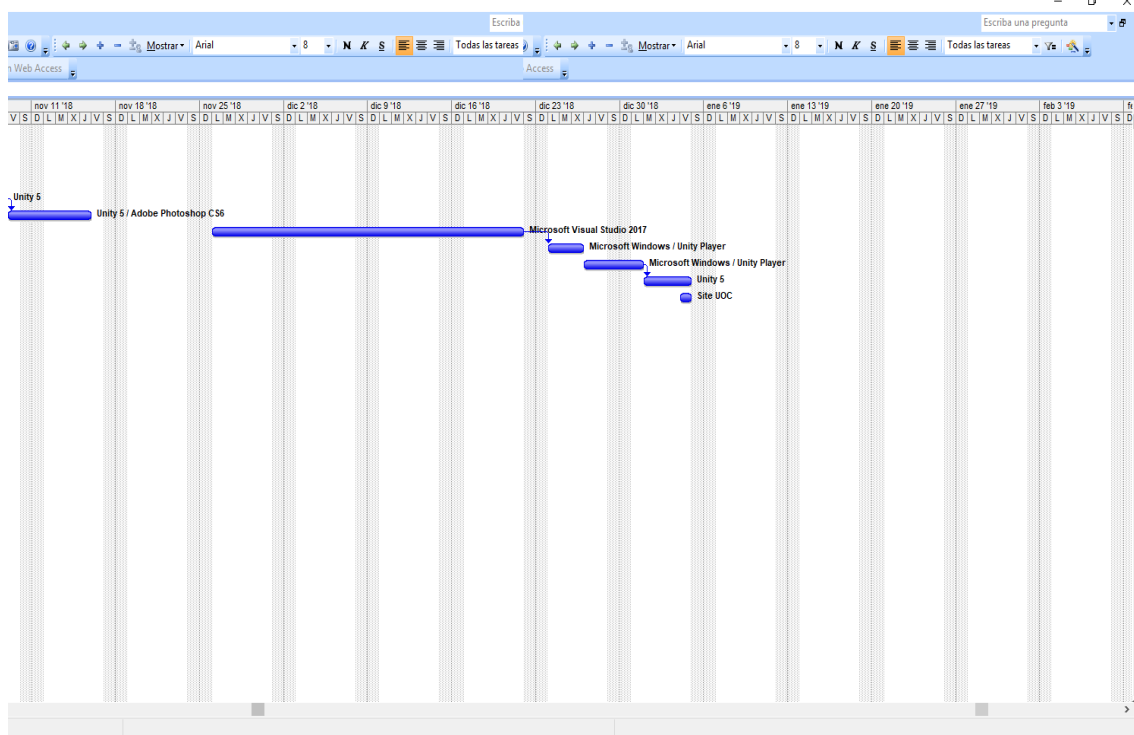 Escriba Escriba una pregunta
Mostrar Arial 8 N K S Todas las tareas Mostrar Arial 8 N K S Todas las tareas
n Web Access Access
nov 11 '18 nov 18 '18 nov 25 '18 dic 2 '18 dic 9 '18 dic 16 '18 dic 23 '18 dic 30 '18 ene 6 '19 ene 13 '19 ene 20 '19 ene 27 '19 feb 3 '19 fe
V S D L M X J V S D L M X J V S D L M X J V S D L M X J V S D L M X J V S D L M X J V S D L M X J V S D L M X J V S D L M X J V S D L M X J V S D L M X J V S D L M X J V S D L M X J V S D
Unity 5
Unity 5 / Adobe Photoshop CS6
Microsoft Visual Studio 2017
Microsoft Windows / Unity Player
Microsoft Windows / Unity Player
Unity 5
Site UOC